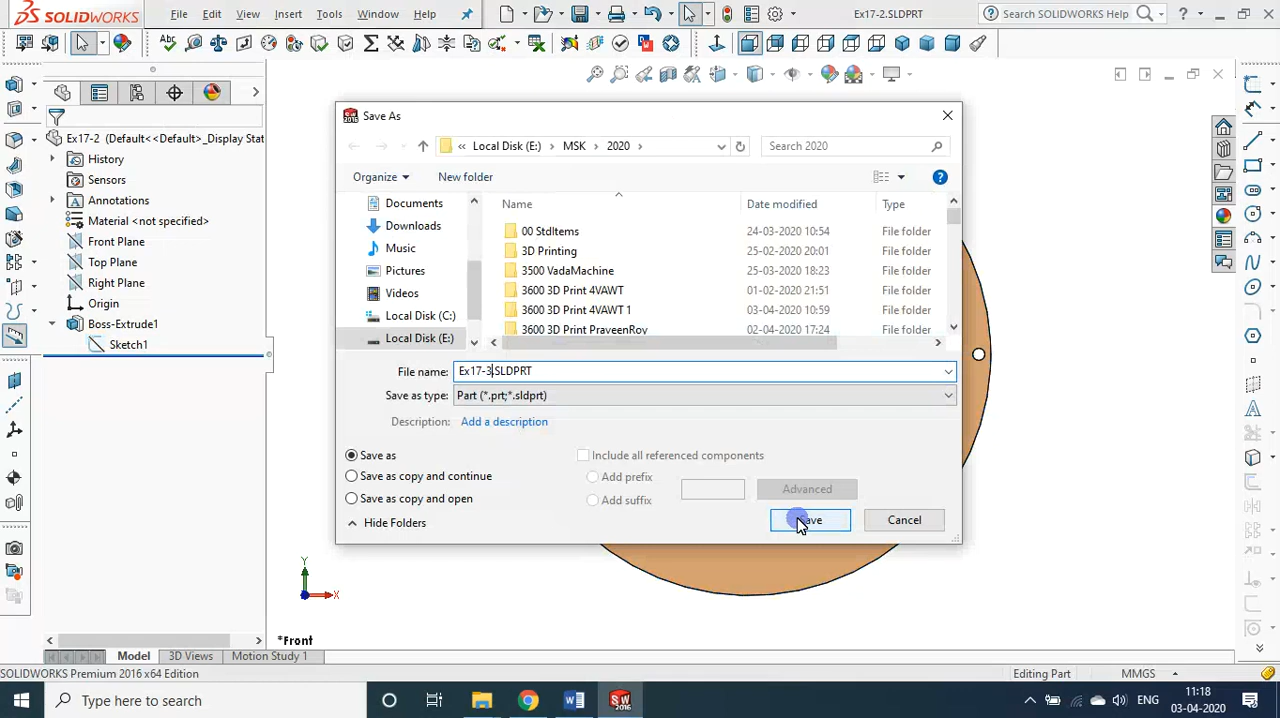 SOLIDWORKS
File
Edit
View
Insert
Tools
Window
Help
Ex17-2.SLDPRT
Search SOLIDWORKS Help
Ex17-2 (Default<<Default>_Display Stat
History
Sensors
Annotations
Material <not specified>
Front Plane
Top Plane
Right Plane
Origin
Boss-Extrude1
Sketch1
Save As
« Local Disk (E:) > MSK > 2020 >
Search 2020
Organize
New folder
Documents
Downloads
Music
Pictures
Videos
Local Disk (C:)
Local Disk (E:)
Name
Date modified
Type
00 StdItems
24-03-2020 10:54
File folder
3D Printing
25-02-2020 20:01
File folder
3500 VadaMachine
25-03-2020 18:23
File folder
3600 3D Print 4VAWT
01-02-2020 21:51
File folder
3600 3D Print 4VAWT 1
03-04-2020 10:59
File folder
3600 3D Print PraveenRoy
02-04-2020 17:24
File folder
File name:
Ex17-3.SLDPRT
Save as type:
Part (*.prt;*.sldprt)
Description:
Add a description
Save as
Include all referenced components
Save as copy and continue
Add prefix
Advanced
Save as copy and open
Add suffix
Hide Folders
Save
Cancel
Y
X
*Front
Model
3D Views
Motion Study 1
SOLIDWORKS Premium 2016 x64 Edition
Editing Part
MMGS
Type here to search
SW
2016
ENG
11:18
03-04-2020